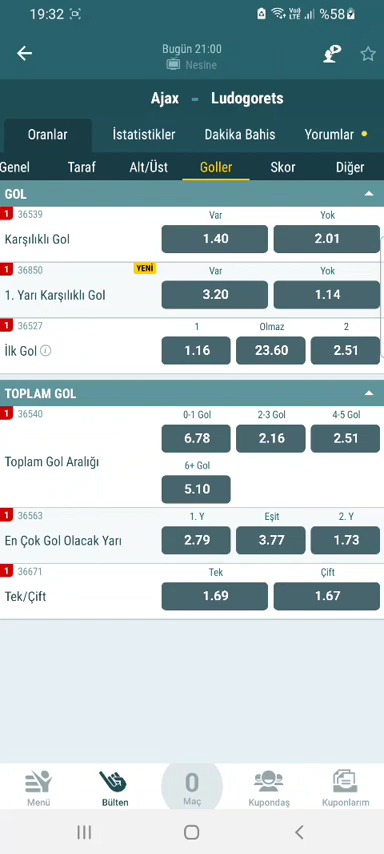 19:32 %58
Bugün 21:00
Nesine
Ajax - Ludogorets
Oranlar İstatistikler Dakika Bahis Yorumlar
Genel Taraf Alt/Üst Goller Skor Diğer
GOL
1 36539 Var Yok
Karşılıklı Gol 1.40 2.01
1 36850 YENİ Var Yok
1. Yarı Karşılıklı Gol 3.20 1.14
1 36527 1 Olmaz 2
İlk Gol 1.16 23.60 2.51
TOPLAM GOL
1 36540 0-1 Gol 2-3 Gol 4-5 Gol
6.78 2.16 2.51
Toplam Gol Aralığı
6+ Gol
5.10
1 36563 1. Y Eşit 2. Y
En Çok Gol Olacak Yarı 2.79 3.77 1.73
1 36671 Tek Çift
Tek/Çift 1.69 1.67
0
Menü Bülten Maç Kupondaş Kuponlarım